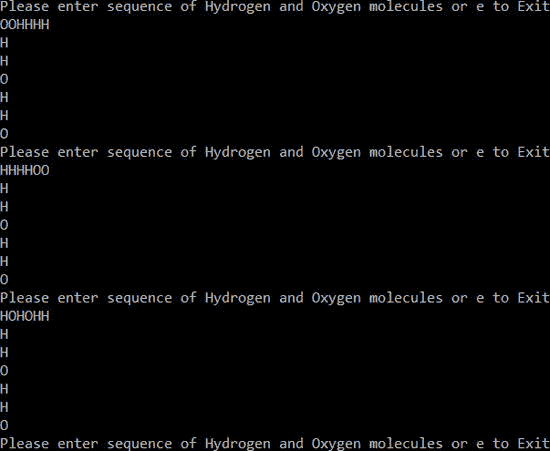 Please enter sequence of Hydrogen and Oxygen molecules or e to Exit
OOHHHH
H
H
O
H
H
O
Please enter sequence of Hydrogen and Oxygen molecules or e to Exit
HHHHOO
H
H
O
H
H
O
Please enter sequence of Hydrogen and Oxygen molecules or e to Exit
HOHOHH
H
H
O
H
H
O
Please enter sequence of Hydrogen and Oxygen molecules or e to Exit